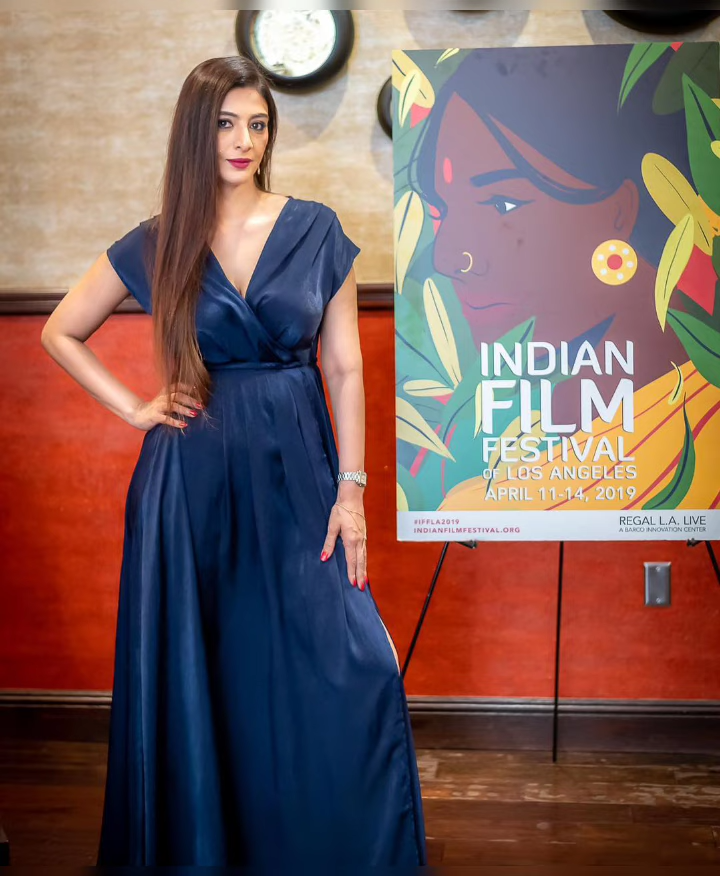 INDIAN
FILM
FESTIVAL
OF LOS ANGELES
APRIL 11-14, 2019
#IFFLA2019
INDIANFILMFESTIVAL.ORG
REGAL L.A. LIVE
A BARCO INNOVATION CENTER